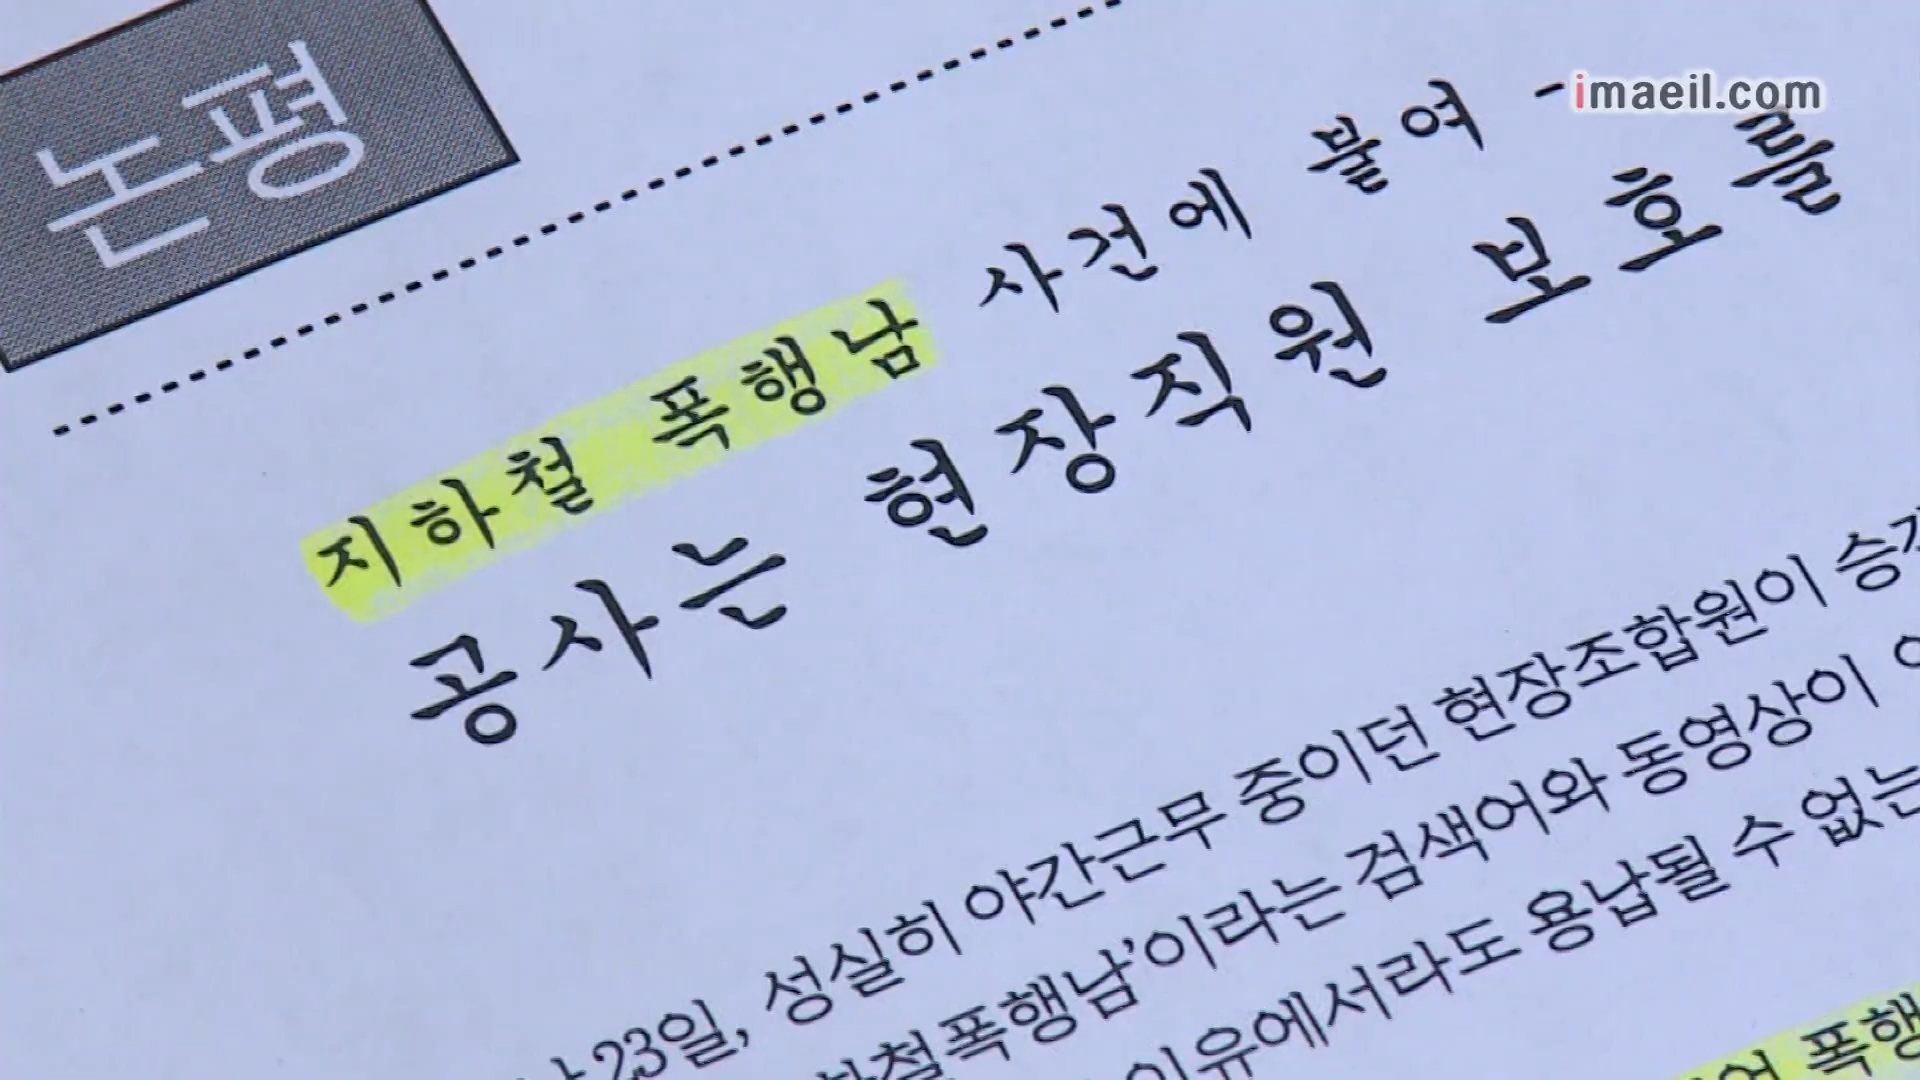 imaeil.com
논평
지하철 폭행남 사건에 붙여 -
공사는 현장직원 보호를
23일, 성실히 야간근무 중이던 현장조합원이
폭행남'이라는 검색어와 동영상이
이유에서라도 용납될 수 없는
폭행